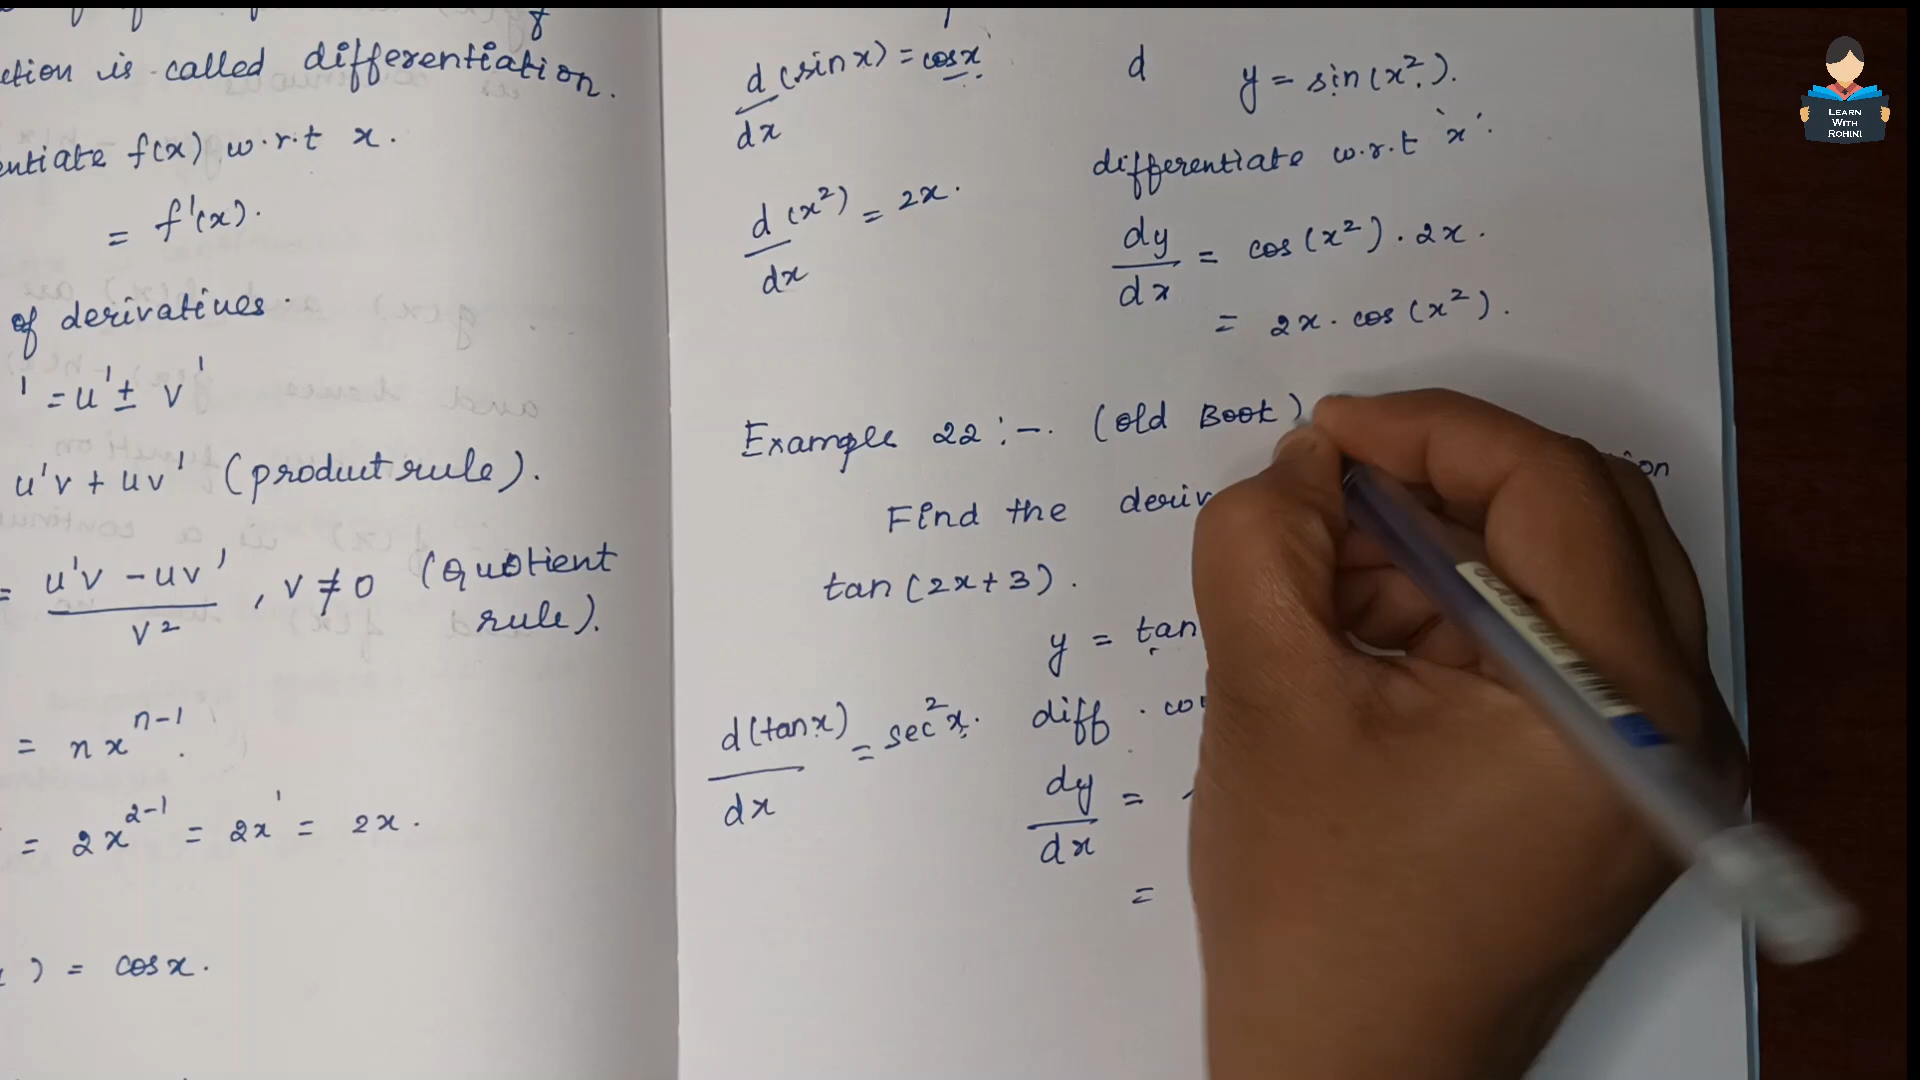 ction is called differentiation.
entiate f(x) w.r.t x.
= f'(x).
of derivatives.
' = u' ± v'
u'v + uv' (product rule).
= u'v - uv' / v², v ≠ 0 (Quotient rule).
= nx^(n-1).
= 2x^(2-1) = 2x' = 2x.
) = cos x.
d/dx (sin x) = cos x
d/dx (x²) = 2x.
d
y = sin(x²).
differentiate w.r.t 'x'.
dy/dx = cos(x²) . 2x.
= 2x. cos(x²).
Example 22 :-. (old Book)
Find the deriv ion
tan(2x+3).
y = tan
d(tan x)/dx = sec²x.
diff. w
dy/dx =
=
LEARN
WITH
ROHINI